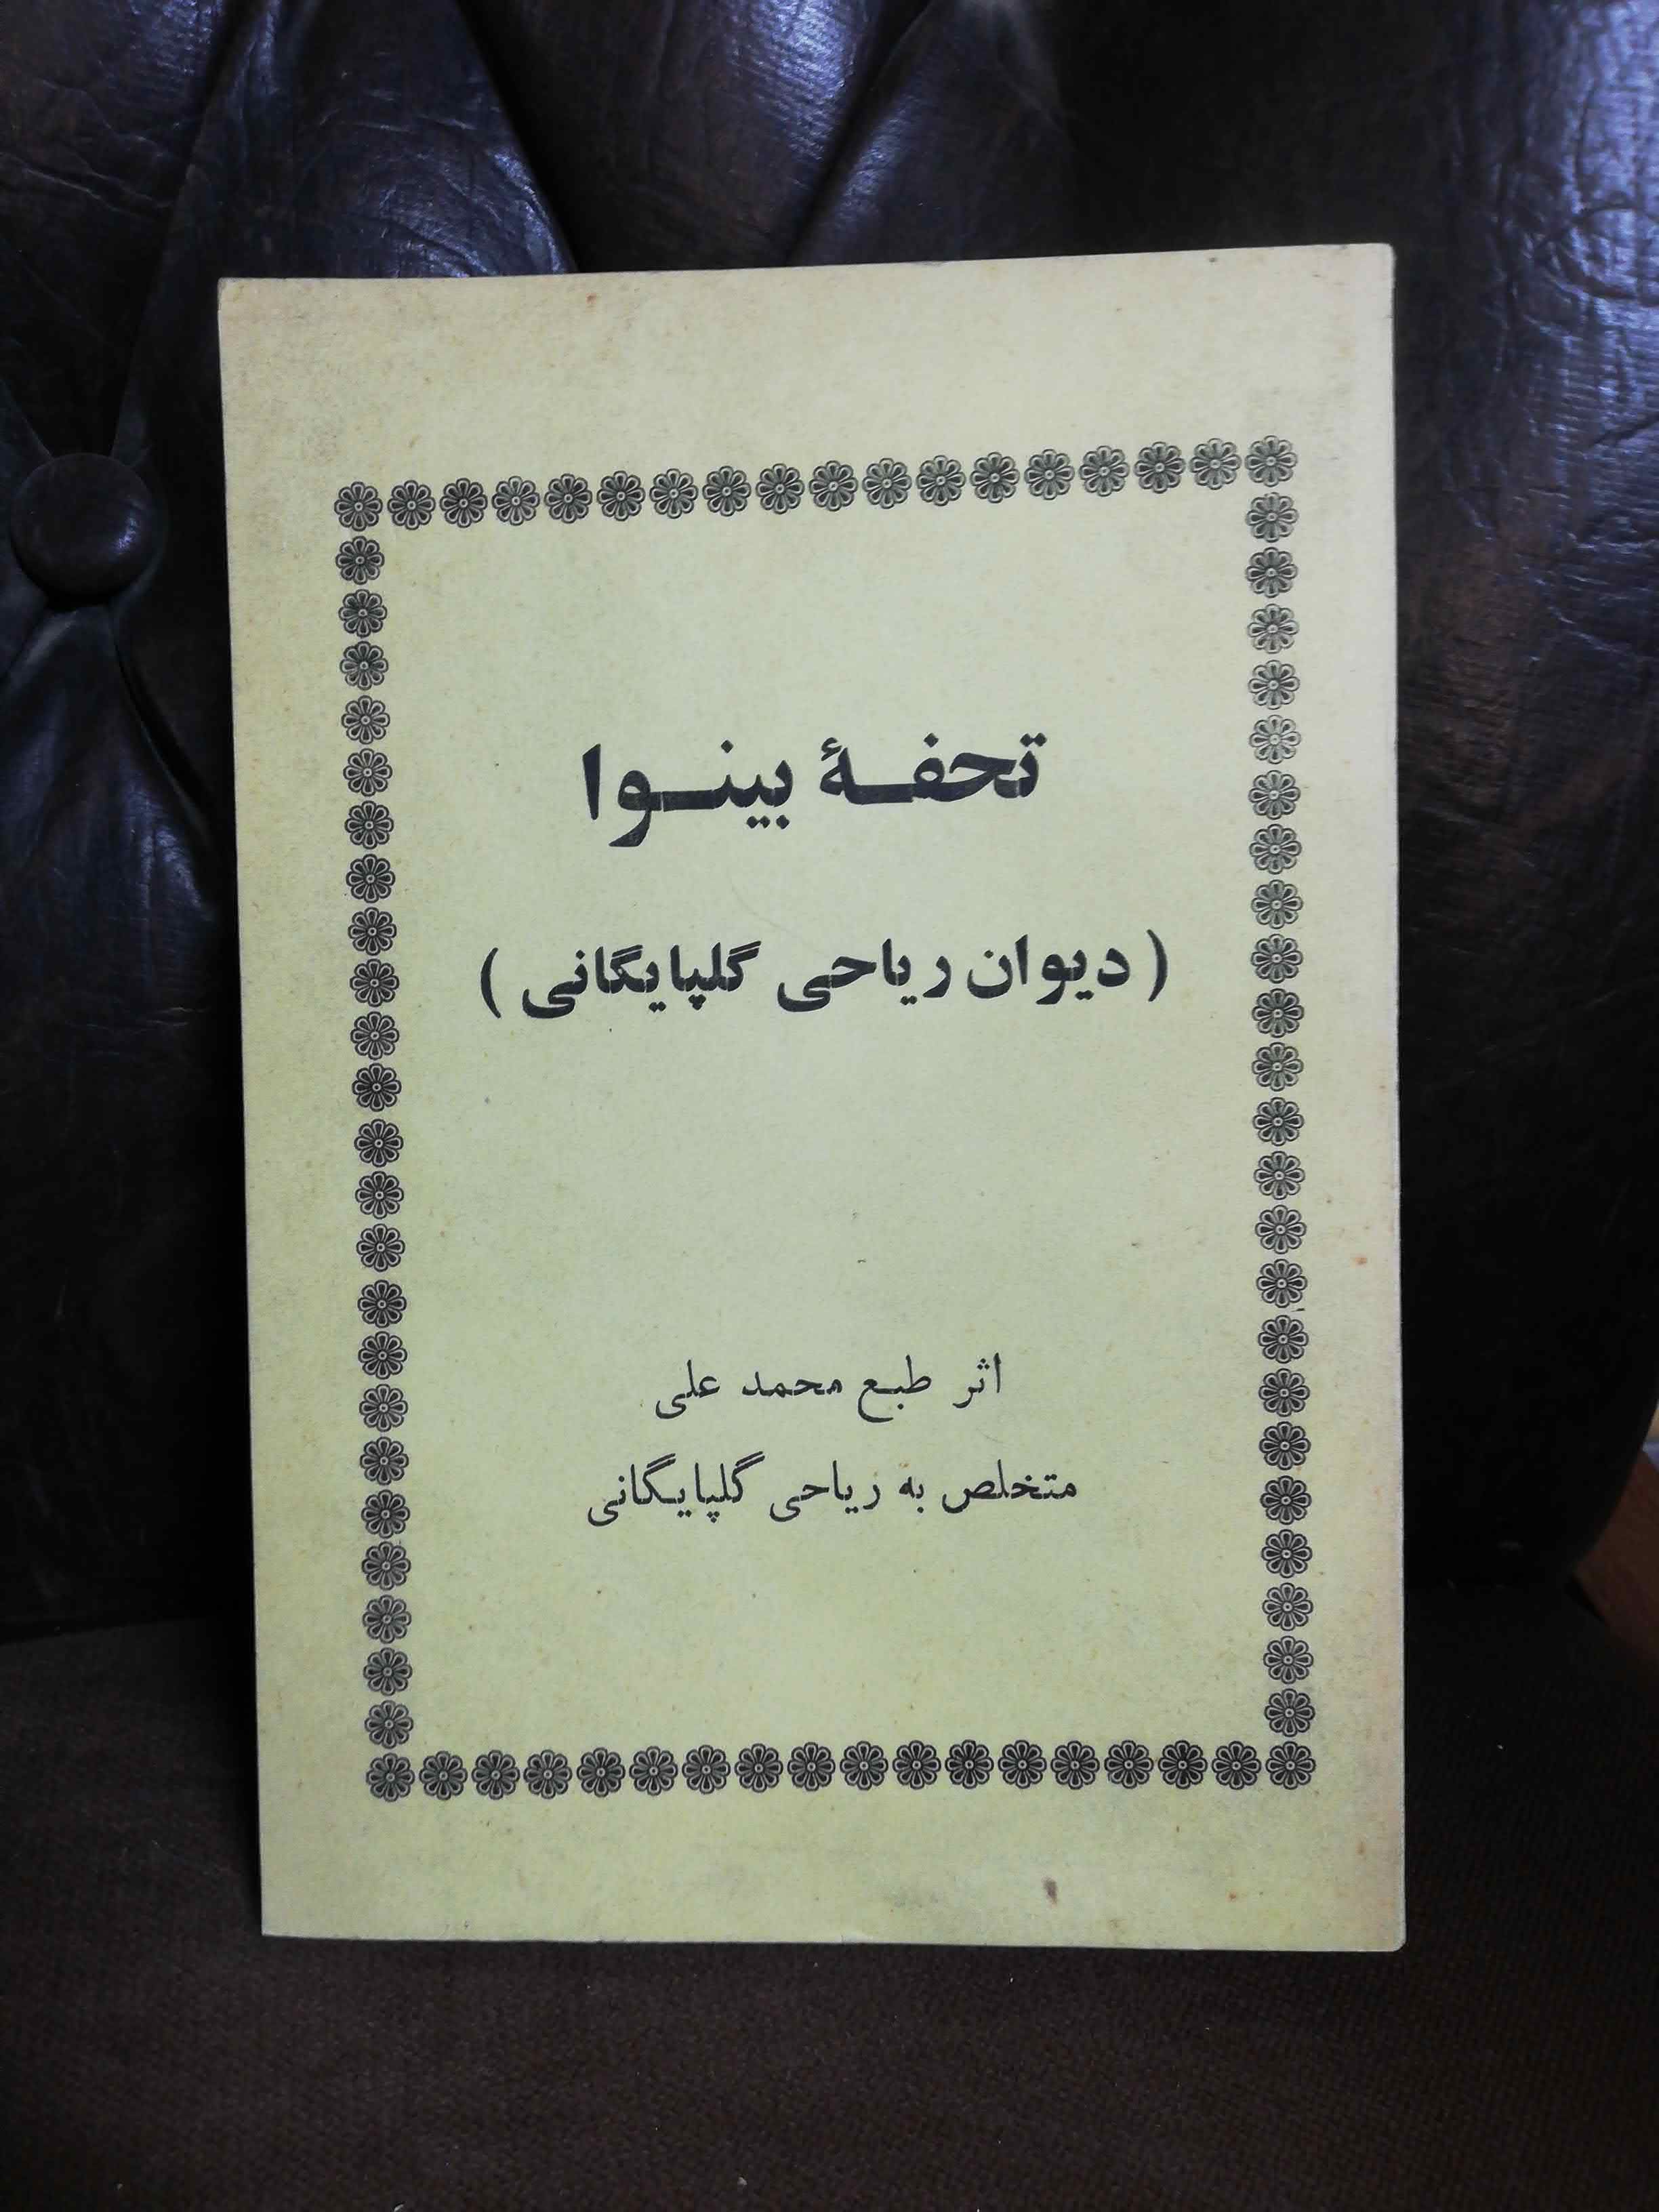 تحفهٔ بینوا
( دیوان ریاحی گلپایگانی )
اثر طبع محمد علی
متخلص به ریاحی گلپایگانی